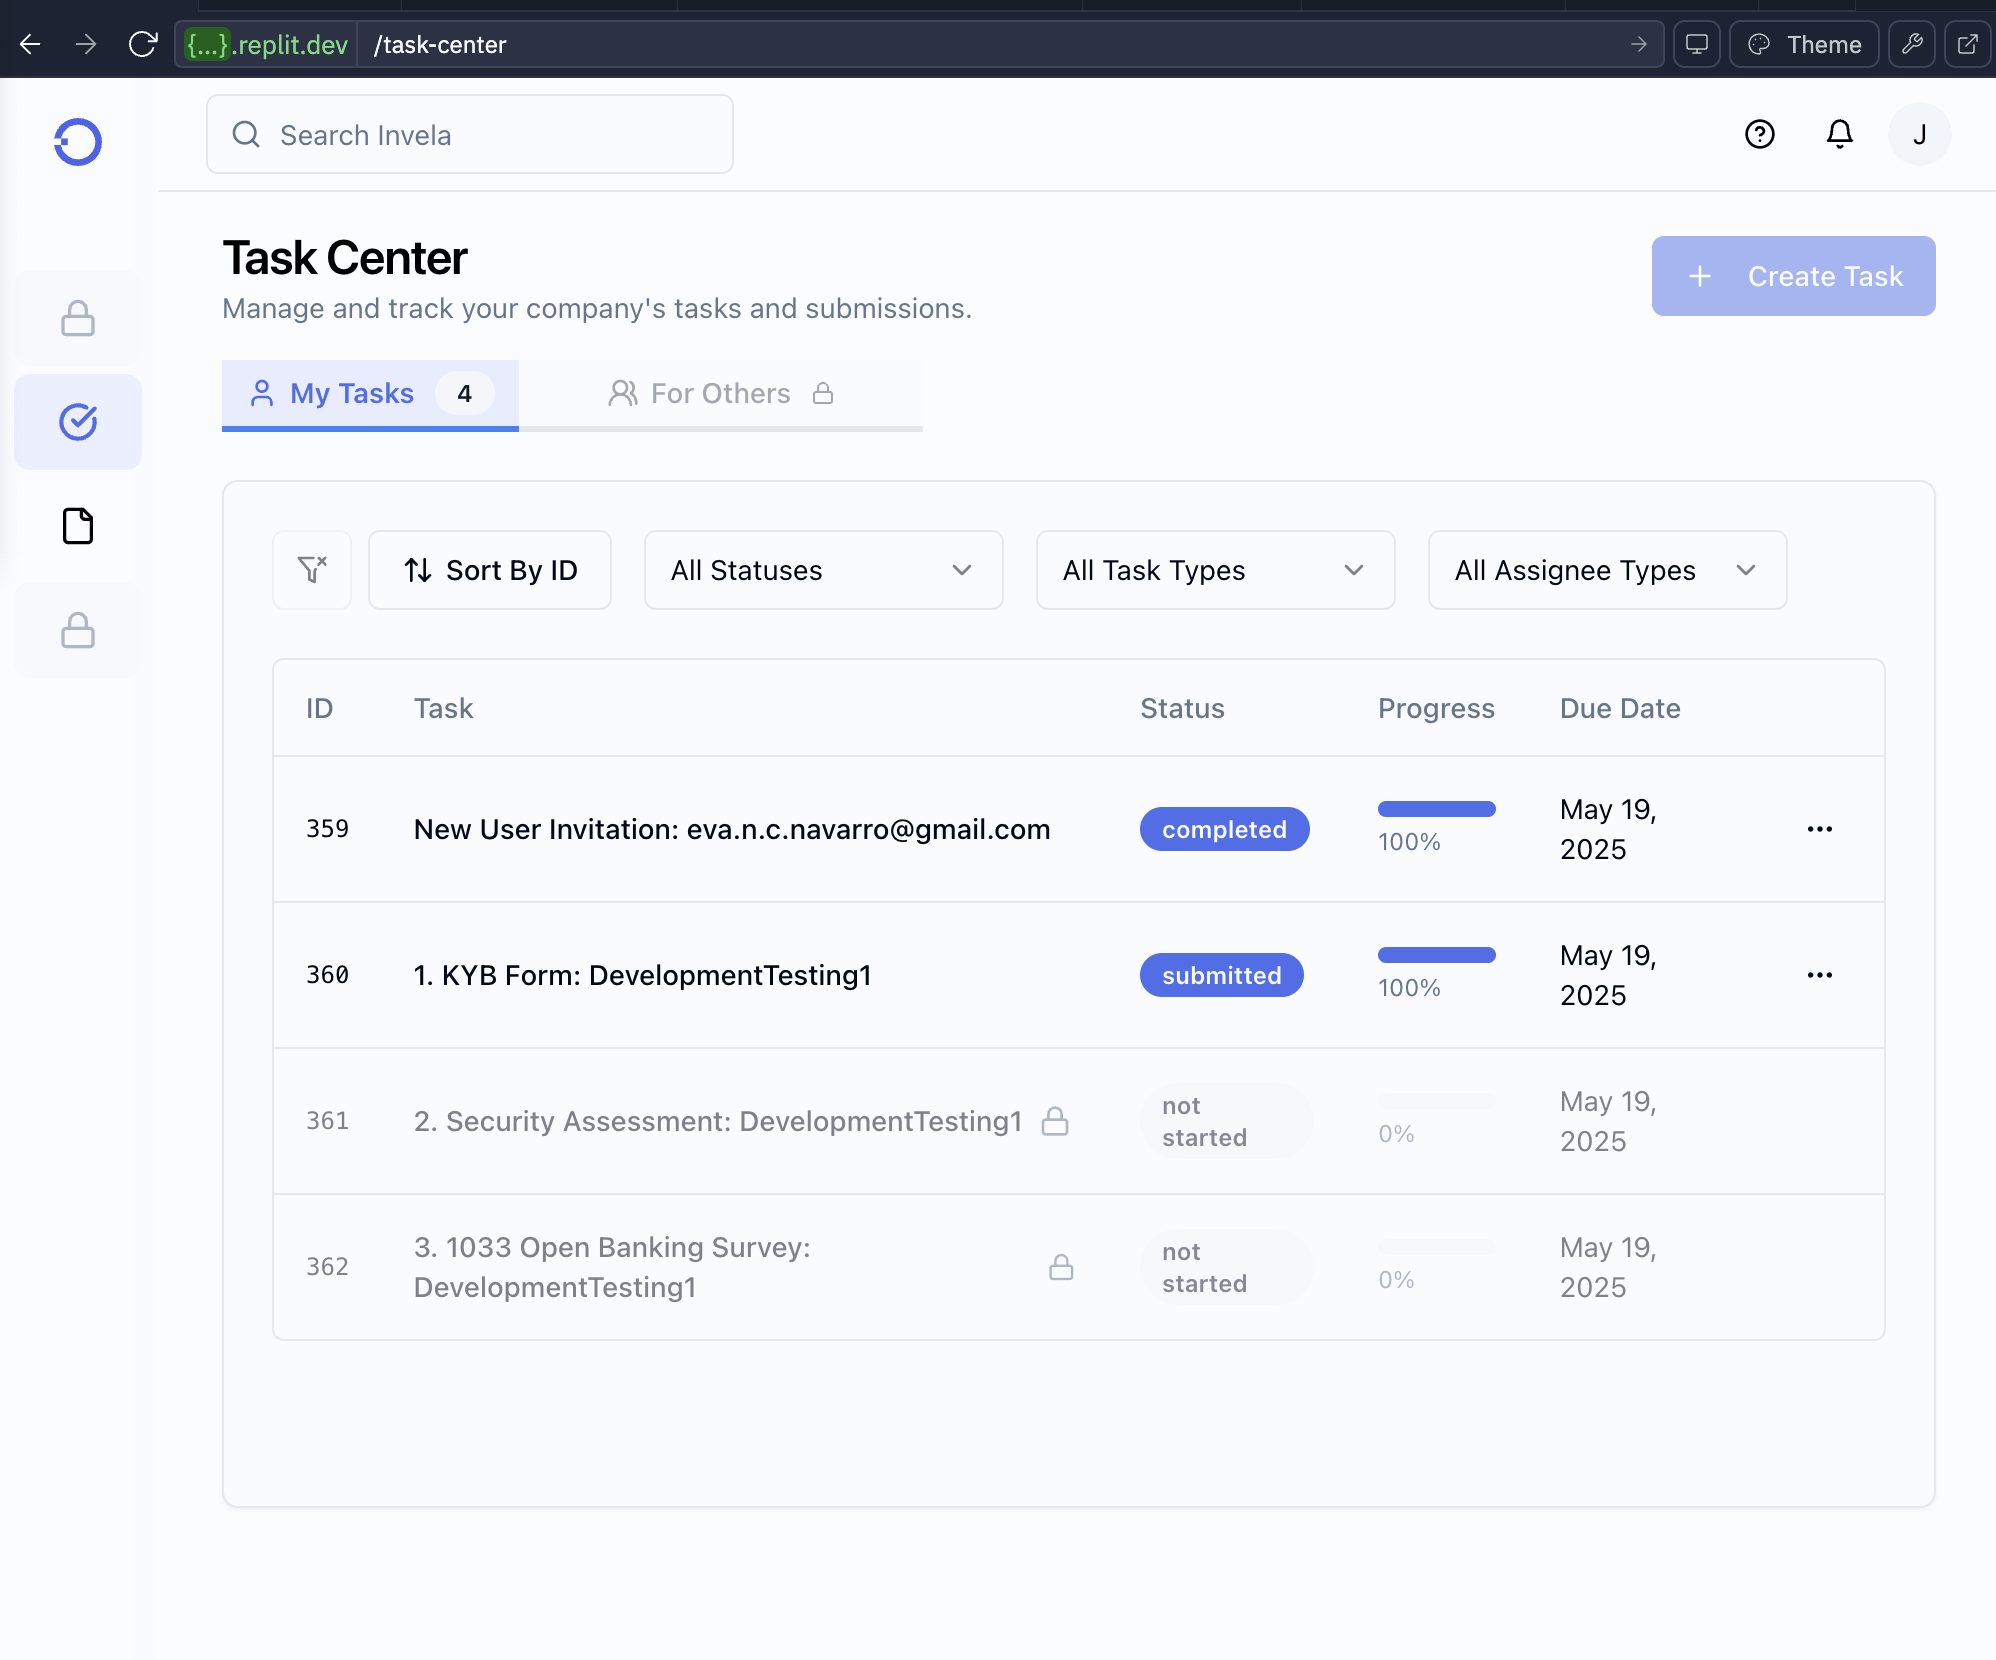 {...}.replit.dev /task-center
Theme
Search Invela
J
Task Center
Manage and track your company's tasks and submissions.
Create Task
My Tasks 4
For Others
Sort By ID
All Statuses
All Task Types
All Assignee Types
ID Task Status Progress Due Date
359 New User Invitation: eva.n.c.navarro@gmail.com completed 100% May 19,
2025
360 1. KYB Form: DevelopmentTesting1 submitted 100% May 19,
2025
361 2. Security Assessment: DevelopmentTesting1 not
started 0% May 19,
2025
362 3. 1033 Open Banking Survey:
DevelopmentTesting1 not
started 0% May 19,
2025